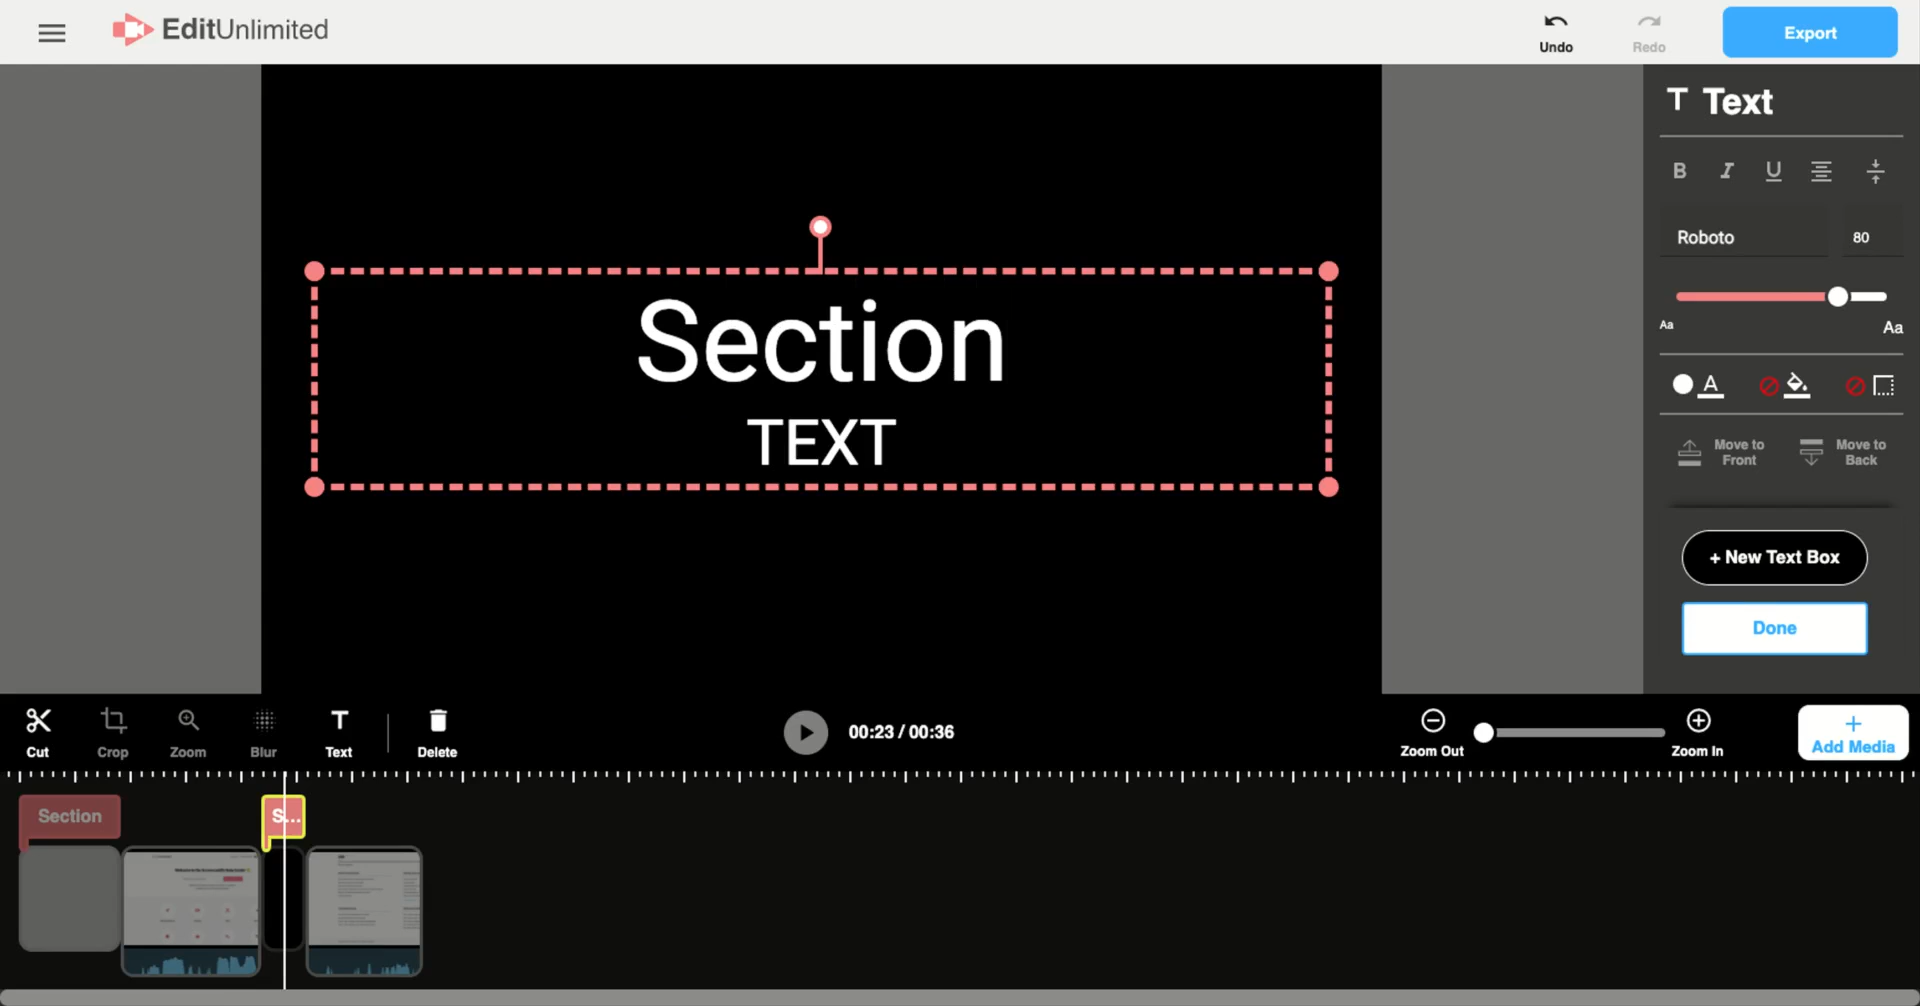 EditUnlimited
Undo
Redo
Export
T Text
B I U
Roboto
80
Aa
Aa
A
Move to
Front
Move to
Back
+ New Text Box
Done
Section
TEXT
Cut
Crop
Zoom
Blur
T
Text
Delete
00:23 / 00:36
Zoom Out
Zoom In
+
Add Media
Section
S...